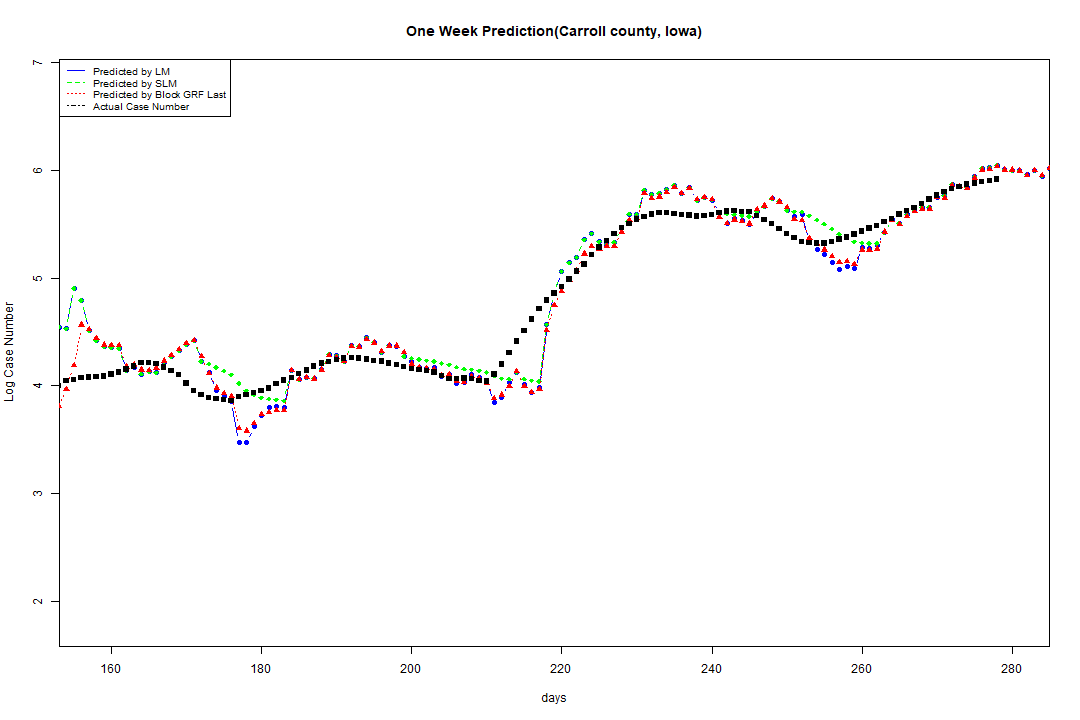 One Week Prediction(Carroll county, Iowa)
Predicted by LM
Predicted by SLM
Predicted by Block GRF Last
Actual Case Number
7
6
5
4
3
2
Log Case Number
160 180 200 220 240 260 280
days